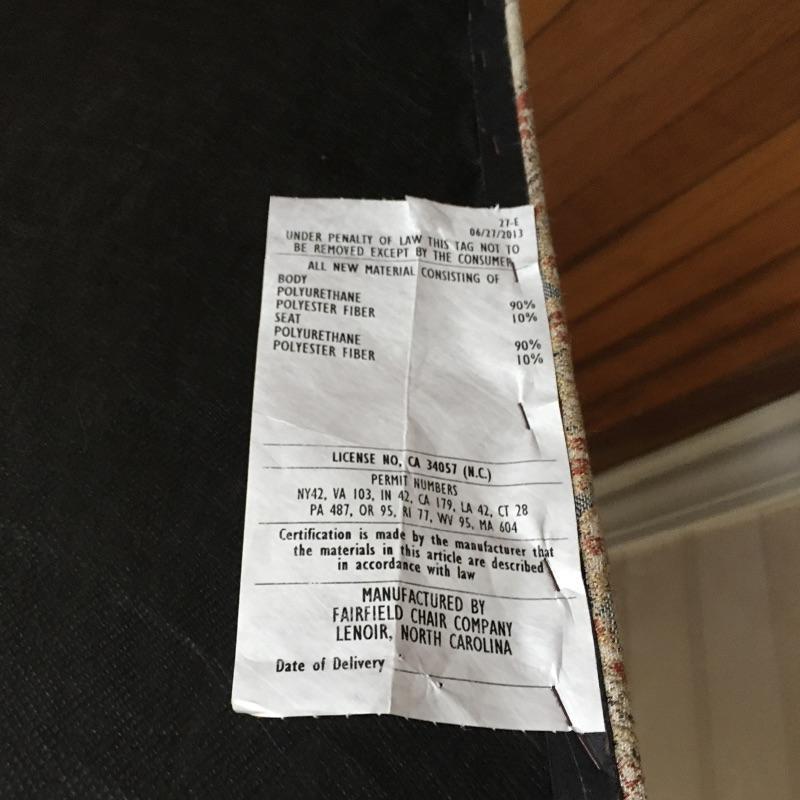 27-E
06/27/2013
UNDER PENALTY OF LAW THIS TAG NOT TO
BE REMOVED EXCEPT BY THE CONSUMER
ALL NEW MATERIAL CONSISTING OF
BODY
POLYURETHANE 90%
POLYESTER FIBER 10%
SEAT
POLYURETHANE 90%
POLYESTER FIBER 10%
LICENSE NO. CA 34057 (N.C.)
PERMIT NUMBERS
NY42, VA 103, IN 42, CA 179, LA 42, CT 28
PA 487, OR 95, RI 77, WV 95, MA 604
Certification is made by the manufacturer that
the materials in this article are described
in accordance with law
MANUFACTURED BY
FAIRFIELD CHAIR COMPANY
LENOIR, NORTH CAROLINA
Date of Delivery